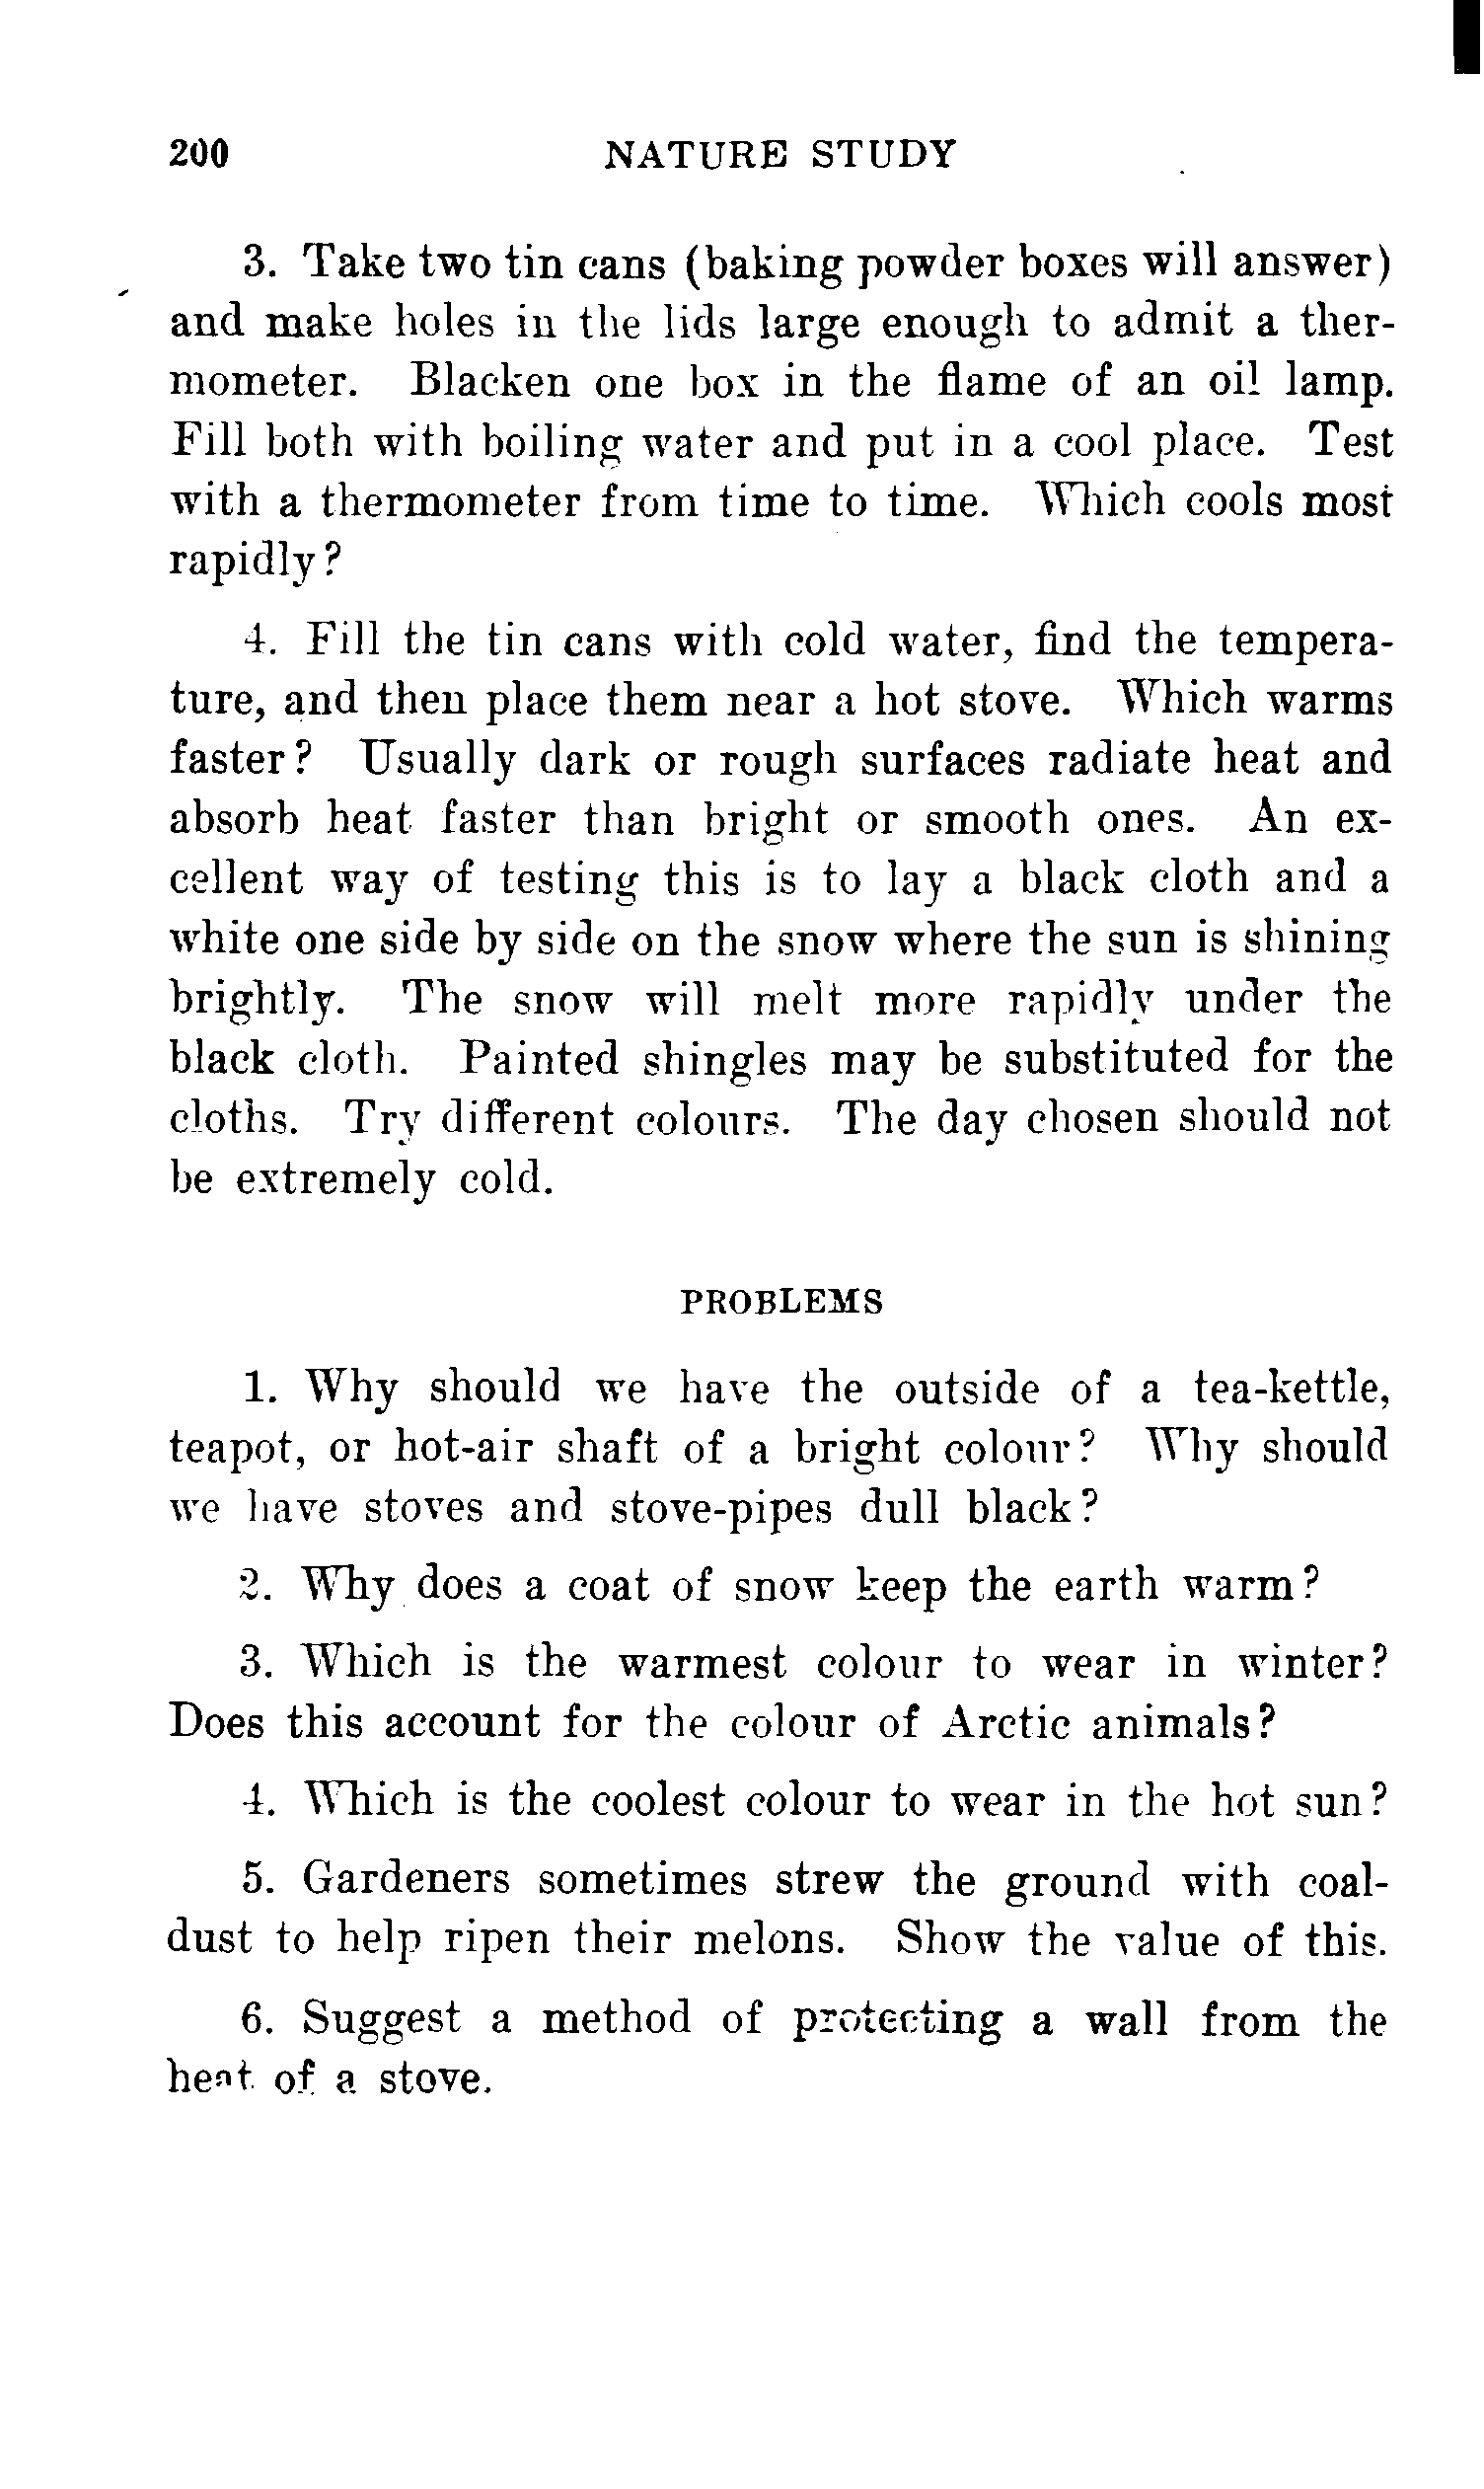 200 NATURE STUDY
3. Take two tin cans (baking powder boxes will answer)
and make holes in the lids large enough to admit a ther-
mometer. Blacken one box in the flame of an oil lamp.
Fill both with boiling water and put in a cool place. Test
with a thermometer from time to time. Which cools most
rapidly?
4. Fill the tin cans with cold water, find the tempera-
ture, and then place them near a hot stove. Which warms
faster? Usually dark or rough surfaces radiate heat and
absorb heat faster than bright or smooth ones. An ex-
cellent way of testing this is to lay a black cloth and a
white one side by side on the snow where the sun is shining
brightly. The snow will melt more rapidly under the
black cloth. Painted shingles may be substituted for the
cloths. Try different colours. The day chosen should not
be extremely cold.
PROBLEMS
1. Why should we have the outside of a tea-kettle,
teapot, or hot-air shaft of a bright colour? Why should
we have stoves and stove-pipes dull black?
2. Why does a coat of snow keep the earth warm?
3. Which is the warmest colour to wear in winter?
Does this account for the colour of Arctic animals?
4. Which is the coolest colour to wear in the hot sun?
5. Gardeners sometimes strew the ground with coal-
dust to help ripen their melons. Show the value of this.
6. Suggest a method of protecting a wall from the
heat of a stove.